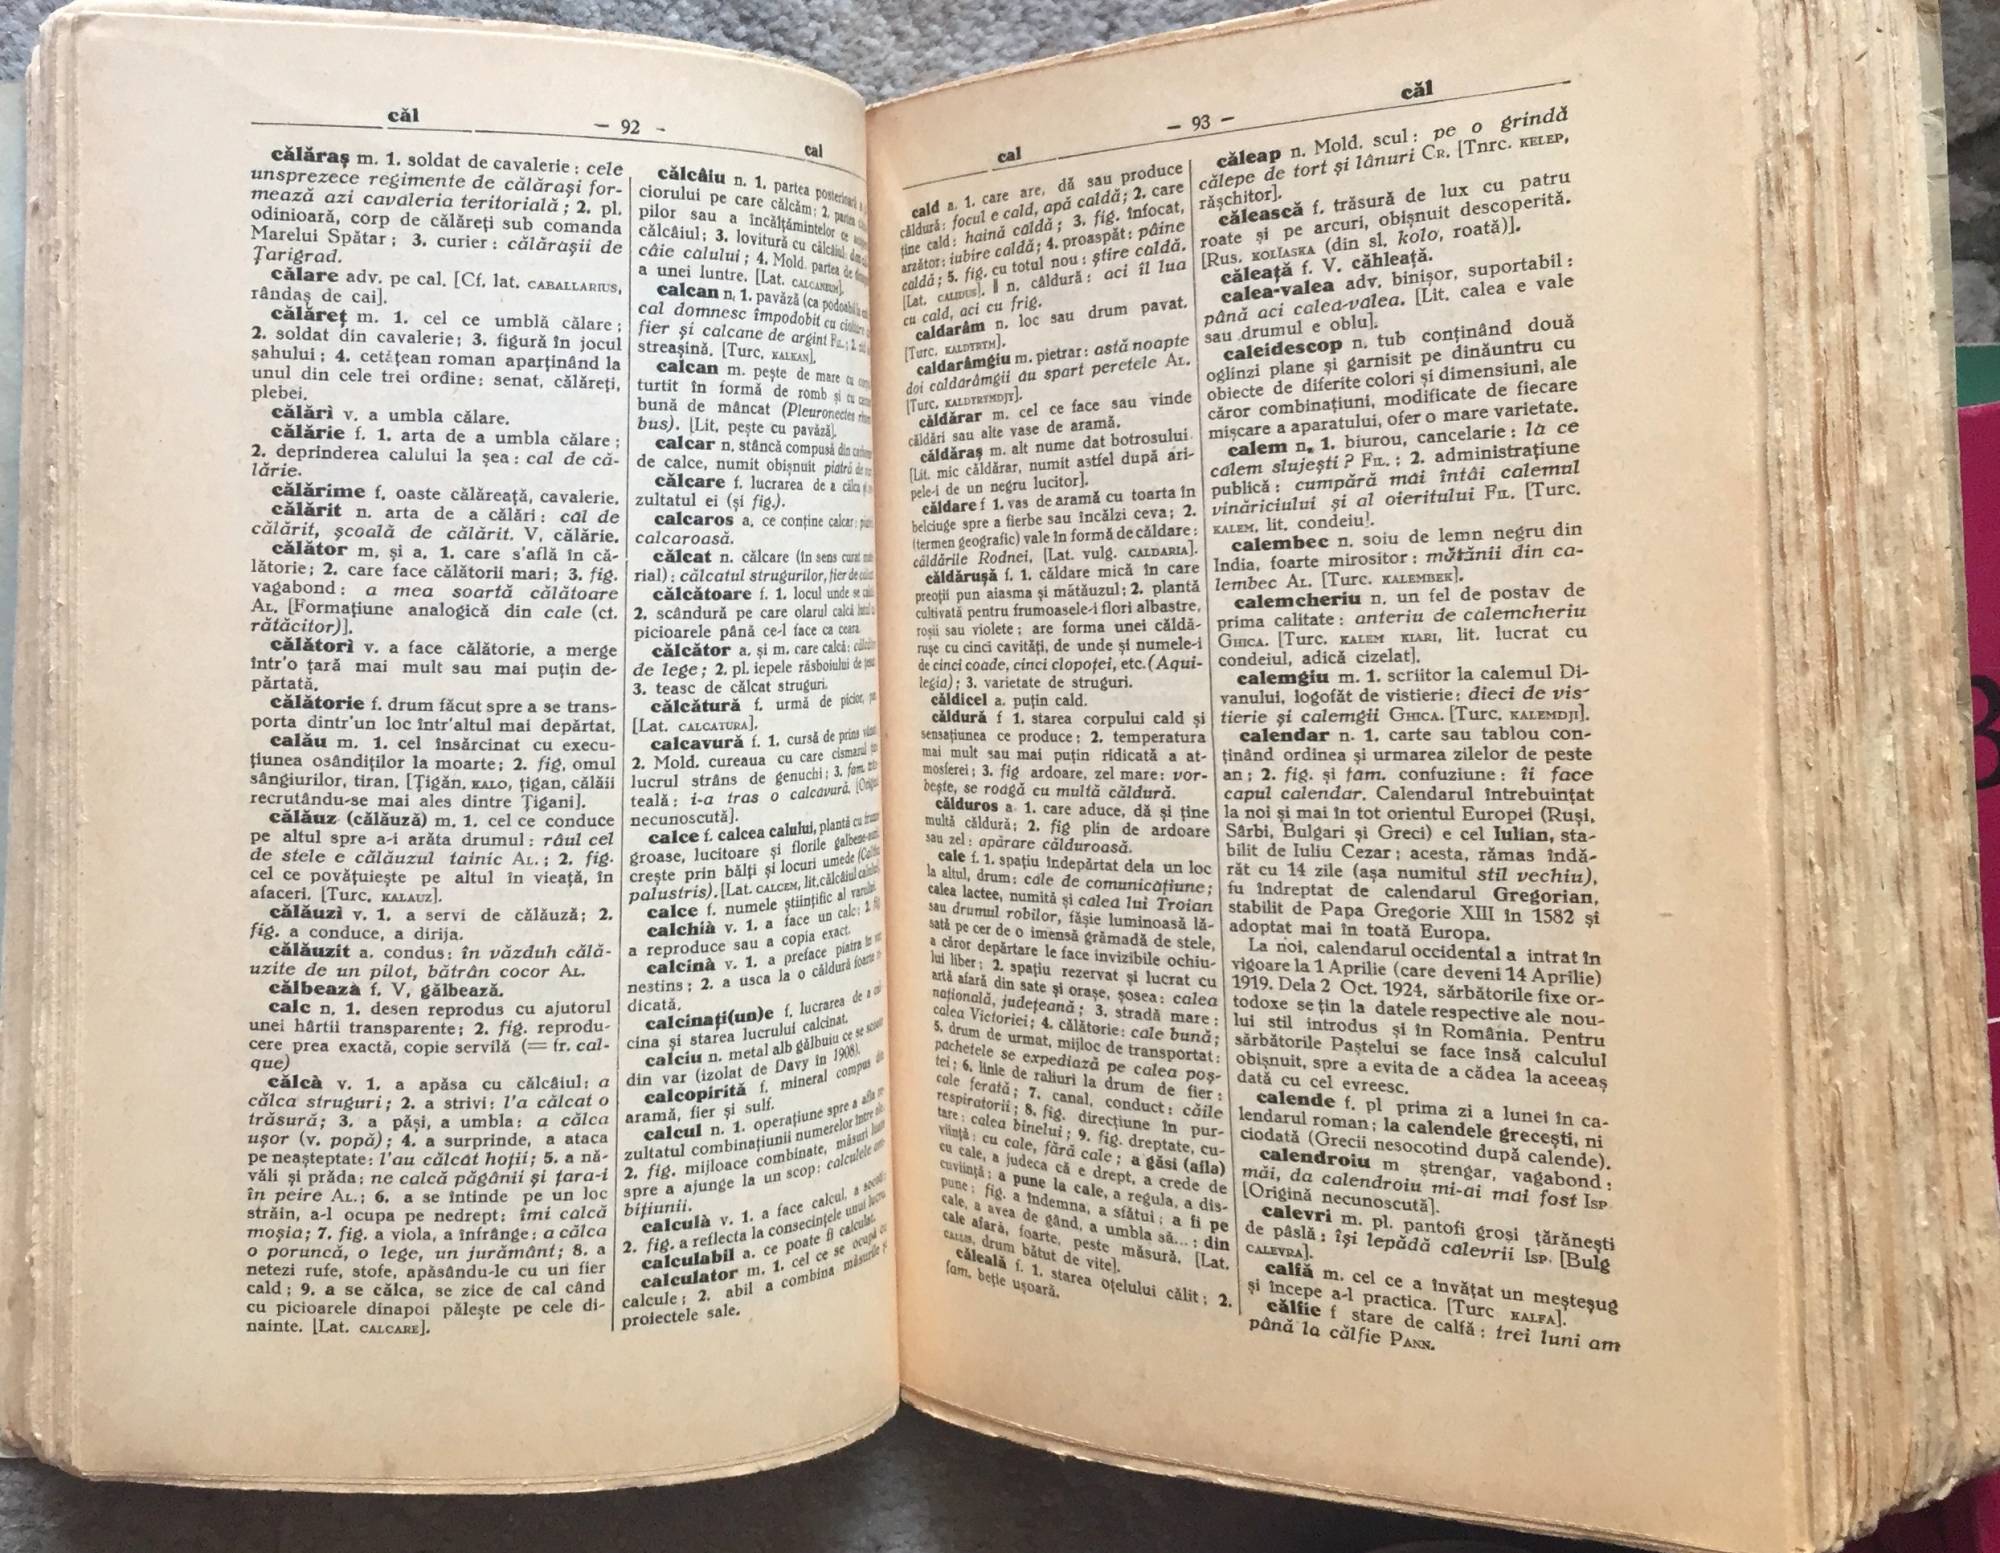 căl
— 92 -
cal
călăraş m. 1. soldat de cavalerie : cele
unsprezece regimente de călăraşi for-
mează azi cavaleria teritorială ; 2. pl.
odinioară, corp de călăreţi sub comanda
Marelui Spătar ; 3. curier : călăraşii de
Ţarigrad.
călare adv. pe cal. [Cf. lat. CABALLARIUS,
rândaş de cai].
călăreţ m. 1. cel ce umblă călare ;
2. soldat din cavalerie; 3. figură în jocul
şahului ; 4. cetăţean roman aparţinând la
unul din cele trei ordine: senat, călăreţi,
plebei.
călărì v. a umbla călare.
călărie f. 1. arta de a umbla călare ;
2. deprinderea calului la şea : cal de că-
lărie.
călărime f. oaste călăreaţă, cavalerie.
călărit n. arta de a călări : cal de
călărit, şcoală de călărit. V. călărie.
călător m. şi a. 1. care s'află în că-
lătorie; 2. care face călătorii mari; 3. fig.
vagabond : a mea soartă călătoare
AL. [Formaţiune analogică din cale (ct.
rătăcitor)].
călătorì v. a face călătorie, a merge
într'o ţară mai mult sau mai puţin de-
părtată.
călătorie f. drum făcut spre a se trans-
porta dintr'un loc într'altul mai depărtat.
calău m. 1. cel însărcinat cu execu-
ţiunea osândiţilor la moarte; 2. fig. omul
sângiurilor, tiran. [Ţigăn. KALO, ţigan, călăii
recrutându-se mai ales dintre Ţigani].
călăuz (călăuză) m. 1. cel ce conduce
pe altul spre a-i arăta drumul : râul cel
de stele e călăuzul tainic AL. ; 2. fig.
cel ce povăţuieşte pe altul în vieaţă, în
afaceri. [Turc. KALAUZ].
călăuzì v. 1. a servi de călăuză; 2.
fig. a conduce, a dirija.
călăuzit a. condus: în văzduh călă-
uzite de un pilot, bătrân cocor AL.
călbează f. V. gălbează.
calc n. 1. desen reprodus cu ajutorul
unei hârtii transparente; 2. fig. reprodu-
cere prea exactă, copie servilă (= fr. cal-
que)
călcà v. 1. a apăsa cu călcâiul: a
călca struguri ; 2. a strivi: l'a călcat o
trăsură; 3. a păşi, a umbla: a călca
uşor (v. popă) ; 4. a surprinde, a ataca
pe neaşteptate: l'au călcat hoţii; 5. a nă-
văli şi prăda: ne calcă păgânii şi ţara-i
în peire AL.; 6. a se întinde pe un loc
străin, a-l ocupa pe nedrept: îmi calcă
moşia; 7. fig. a viola, a înfrânge: a călca
o poruncă, o lege, un jurământ; 8. a
netezi rufe, stofe, apăsându-le cu un fier
cald ; 9. a se călca, se zice de cal când
cu picioarele dinapoi păleşte pe cele di-
nainte. [Lat. CALCARE].
călcâiu n. 1. partea posterioară a
ciorului pe care călcăm; 2. partea
pilor sau a încălţămintelor ce
călcâiul; 3. lovitură cu călcâiul:
câie calului ; 4. Mold. partea de
a unei luntre. [Lat. CALCANEUM].
calcan n. 1. pavăză (ca podoabă
cal domnesc împodobit cu
fier şi calcane de argint FIL.; 2.
streaşină. [Turc. KALKAN].
calcan m. peşte de mare cu
turtit în formă de romb şi cu
bună de mâncat (Pleuronectes
bus). [Lit. peşte cu pavăză].
calcar n. stâncă compusă din
de calce, numit obişnuit piatră de
călcare f. lucrarea de a călca
zultatul ei (şi fig.).
calcaros a. ce conţine calcar:
calcaroasă.
călcat n. călcare (în sens curat
rial): călcatul strugurilor, fier de
călcătoare f. 1. locul unde se
2. scândură pe care olarul calcă
picioarele până ce-l face ca ceara.
călcător a. şi m. care calcă:
de lege; 2. pl. iepele războiului de
3. teasc de călcat struguri.
călcătură f. urmă de picior,
[Lat. CALCATURA].
calcavură f. 1. cursă de prins
2. Mold. cureaua cu care cismarul
lucrul strâns de genuchi; 3. fam.
teală : i-a tras o calcavură.
necunoscută].
calce f. calcea calului, plantă cu
groase, lucitoare şi florile
creşte prin bălţi şi locuri umede
palustris). [Lat. CALCEM, lit. călcâiul
calce f. numele ştiinţific al varului.
calchià v. 1. a face un calc; 2.
a reproduce sau a copia exact.
calcinà v. 1. a preface piatra în
nestins ; 2. a usca la o căldură foarte
dicată.
calcinaţi(un)e f. lucrarea de a
cina şi starea lucrului calcinat.
calciu n. metal alb gălbuiu ce se
din var (izolat de Davy în 1908).
calcopirită f. mineral compus din
aramă, fier şi sulf.
calcul n. 1. operaţiune spre a afla
zultatul combinaţiunii numerelor între
2. fig. mijloace combinate, măsuri
spre a ajunge la un scop: calculele
biţiunii.
calculà v. 1. a face calcul, a
2. fig. a reflecta la consecinţele unui lucru.
calculabil a. ce poate fi calculat.
calculator m. 1. cel ce se ocupă cu
calcule; 2. abil a combina măsurile şi
proiectele sale.
cal
— 93 —
căl
cald a. 1. care are, dă sau produce
căldură: focul e cald, apă caldă; 2. care
ţine cald: haină caldă; 3. fig. înfocat,
arzător: iubire caldă; 4. proaspăt: pâine
caldă; 5. fig. cu totul nou : ştire caldă.
[Lat. CALIDUS]. ‖ n. căldură : aci îl lua
cu cald, aci cu frig.
caldarâm n. loc sau drum pavat.
[Turc. KALDYRYM].
caldarâmgiu m. pietrar: astă noapte
doi caldarâmgii au spart peretele AL.
[Turc. KALDYRYMDJY].
căldărar m. cel ce face sau vinde
căldări sau alte vase de aramă.
căldăraş m. alt nume dat botrosului
[Lit. mic căldărar, numit astfel după ari-
pele-i de un negru lucitor].
căldare f 1. vas de aramă cu toarta în
belciuge spre a fierbe sau încălzi ceva; 2.
(termen geografic) vale în formă de căldare:
căldările Rodnei. [Lat. vulg. CALDARIA].
căldăruşă f. 1. căldare mică în care
preoţii pun aiasma şi mătăuzul; 2. plantă
cultivată pentru frumoasele-i flori albastre,
roşii sau violete ; are forma unei căldă-
ruşe cu cinci cavităţi, de unde şi numele-i
de cinci coade, cinci clopoţei, etc. (Aqui-
legia) ; 3. varietate de struguri.
căldicel a. puţin cald.
căldură f 1. starea corpului cald şi
sensaţiunea ce produce; 2. temperatura
mai mult sau mai puţin ridicată a at-
mosferei; 3. fig ardoare, zel mare: vor-
beşte, se roagă cu multă căldură.
călduros a 1. care aduce, dă şi ţine
multă căldură; 2. fig plin de ardoare
sau zel : apărare călduroasă.
cale f. 1. spaţiu îndepărtat dela un loc
la altul, drum: cale de comunicaţiune;
calea lactee, numită şi calea lui Troian
sau drumul robilor, fâşie luminoasă lă-
sată pe cer de o imensă grămadă de stele,
a căror depărtare le face invizibile ochiu-
lui liber; 2. spaţiu rezervat şi lucrat cu
artă afară din sate şi oraşe, şosea: calea
naţională, judeţeană ; 3. stradă mare:
calea Victoriei; 4. călătorie: cale bună;
5. drum de urmat, mijloc de transportat:
pachetele se expediază pe calea poş-
tei ; 6. linie de raliuri la drum de fier:
cale ferată; 7. canal, conduct: căile
respiratorii; 8. fig. direcţiune în pur-
tare: calea binelui; 9. fig. dreptate, cu-
viinţă: cu cale, fără cale; a găsi (afla)
cu cale, a judeca că e drept, a crede de
cuviinţă; a pune la cale, a regula, a dis-
pune; fig. a îndemna, a sfătui; a fi pe
cale, a avea de gând, a umbla să...; din
cale afară, foarte, peste măsură. [Lat.
CALLIS, drum bătut de vite].
căleală f. 1. starea oţelului călit; 2.
fam. beţie uşoară.
căleap n. Mold. scul : pe o grindă
călepe de tort şi lânuri CR. [Tnrc. KELEP,
răşchitor].
călească f. trăsură de lux cu patru
roate şi pe arcuri, obişnuit descoperită.
[Rus. KOLIASKA (din sl. kolo, roată)].
căleaţă f. V. căhleaţă.
calea-valea adv. binişor, suportabil :
până aci calea-valea. [Lit. calea e vale
sau drumul e oblu].
caleidescop n. tub conţinând două
oglinzi plane şi garnisit pe dinăuntru cu
obiecte de diferite colori şi dimensiuni, ale
căror combinaţiuni, modificate de fiecare
mişcare a aparatului, ofer o mare varietate.
calem n. 1. biurou, cancelarie : la ce
calem slujeşti ? FIL. ; 2. administraţiune
publică : cumpără mai întâi calemul
vinăriciului şi al oieritului FIL. [Turc.
KALEM, lit. condeiu].
calembec n. soiu de lemn negru din
India, foarte mirositor : mătănii din ca-
lembec AL. [Turc. KALEMBEK].
calemcheriu n. un fel de postav de
prima calitate : anteriu de calemcheriu
GHICA. [Turc. KALEM KIARI, lit. lucrat cu
condeiul, adică cizelat].
calemgiu m. 1. scriitor la calemul Di-
vanului, logofăt de vistierie: dieci de vis-
tierie şi calemgii GHICA. [Turc. KALEMDJI].
calendar n. 1. carte sau tablou con-
ţinând ordinea şi urmarea zilelor de peste
an ; 2. fig. şi fam. confuziune : îi face
capul calendar. Calendarul întrebuinţat
la noi şi mai în tot orientul Europei (Ruşi,
Sârbi, Bulgari şi Greci) e cel Iulian, sta-
bilit de Iuliu Cezar ; acesta, rămas îndă-
răt cu 14 zile (aşa numitul stil vechiu),
fu îndreptat de calendarul Gregorian,
stabilit de Papa Gregorie XIII în 1582 şi
adoptat mai în toată Europa.
La noi, calendarul occidental a intrat în
vigoare la 1 Aprilie (care deveni 14 Aprilie)
1919. Dela 2 Oct. 1924, sărbătorile fixe or-
todoxe se ţin la datele respective ale nou-
lui stil introdus şi în România. Pentru
sărbătorile Paştelui se face însă calculul
obişnuit, spre a evita de a cădea la aceeaş
dată cu cel evreesc.
calende f. pl prima zi a lunei în ca-
lendarul roman; la calendele greceşti, ni
ciodată (Grecii nesocotind după calende).
calendroiu m ştrengar, vagabond :
măi, da calendroiu mi-ai mai fost ISP
[Origină necunoscută].
calevri m. pl. pantofi groşi ţărăneşti
de pâslă : îşi lepădă calevrii ISP. [Bulg
CALEVRA].
calfă m. cel ce a învăţat un meşteşug
şi începe a-l practica. [Turc KALFA].
călfie f stare de calfă : trei luni am
până la călfie PANN.